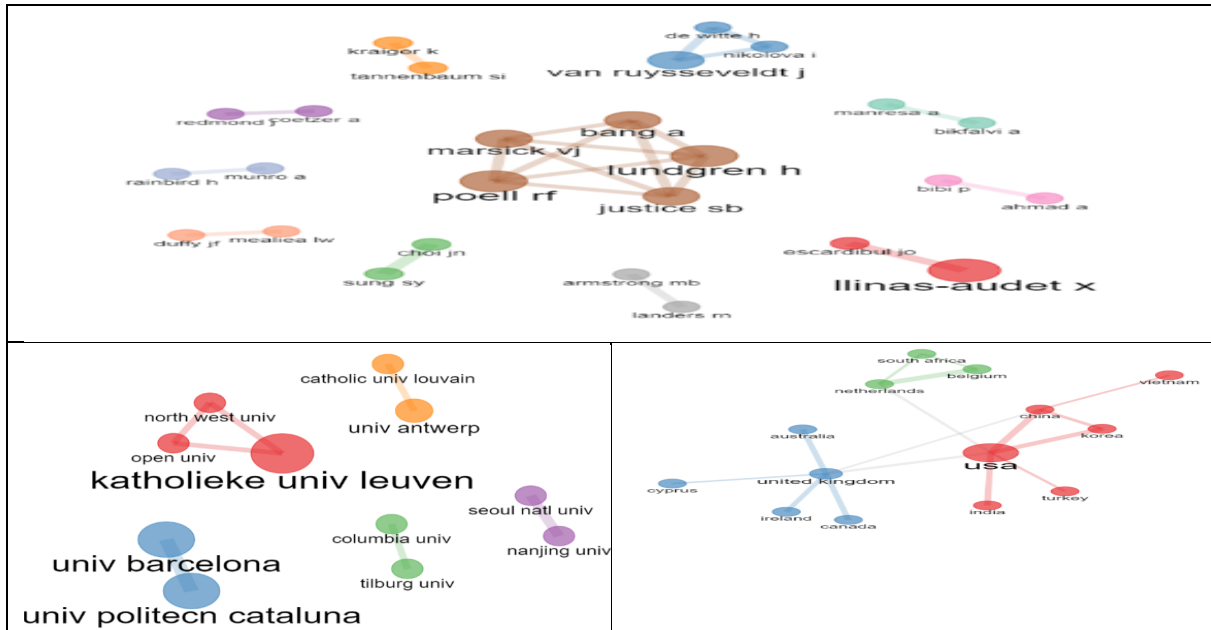 de witte h
kraiger k
nikolova i
tannenbaum si
van ruysseveldt j
redmond j
coetzer a
manresa a
bikfalvi a
bang a
marsick vj
lundgren h
rainbird h
munro a
poell rf
justice sb
bibi p
ahmad a
duffy jf
mealiea lw
choi jn
sung sy
escardibul jo
armstrong mb
llinas-audet x
landers rn
catholic univ louvain
north west univ
univ antwerp
open univ
katholieke univ leuven
seoul natl univ
columbia univ
nanjing univ
univ barcelona
tilburg univ
univ politecn cataluna
south africa
belgium
netherlands
vietnam
china
australia
korea
usa
united kingdom
cyprus
turkey
india
ireland
canada